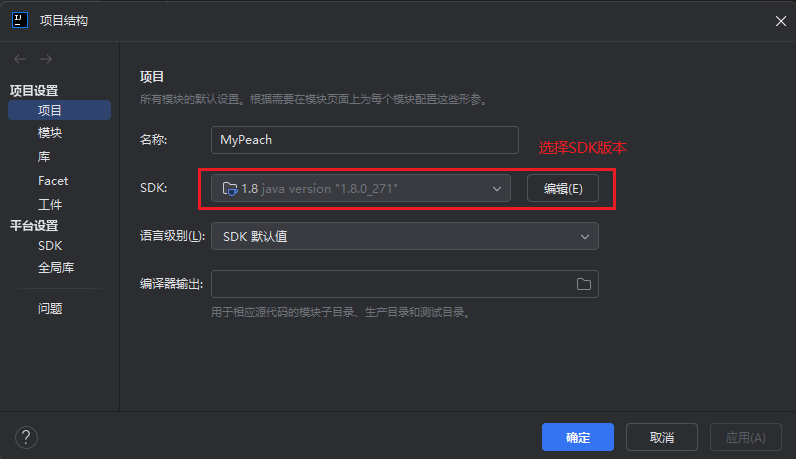 项目结构
项目设置
项目
模块
库
Facet
工件
平台设置
SDK
全局库
问题
项目
所有模块的默认设置。根据需要在模块页面上为每个模块配置这些形参。
名称:
MyPeach
选择SDK版本
SDK:
1.8 java version "1.8.0_271"
编辑(E)
语言级别(L):
SDK 默认值
编译器输出:
用于相应源代码的模块子目录、生产目录和测试目录。
?
确定
取消
应用(A)